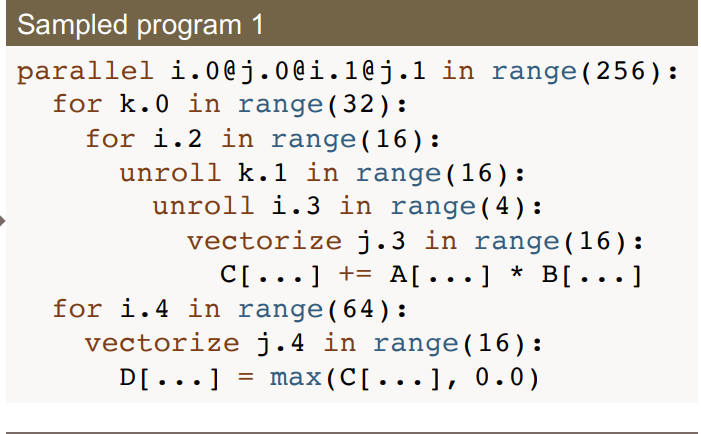 Sampled program 1
parallel i.0@j.0@i.1@j.1 in range(256):
for k.0 in range(32):
for i.2 in range(16):
unroll k.1 in range(16):
unroll i.3 in range(4):
vectorize j.3 in range(16):
C[...] += A[...] * B[...]
for i.4 in range(64):
vectorize j.4 in range(16):
D[...] = max(C[...], 0.0)